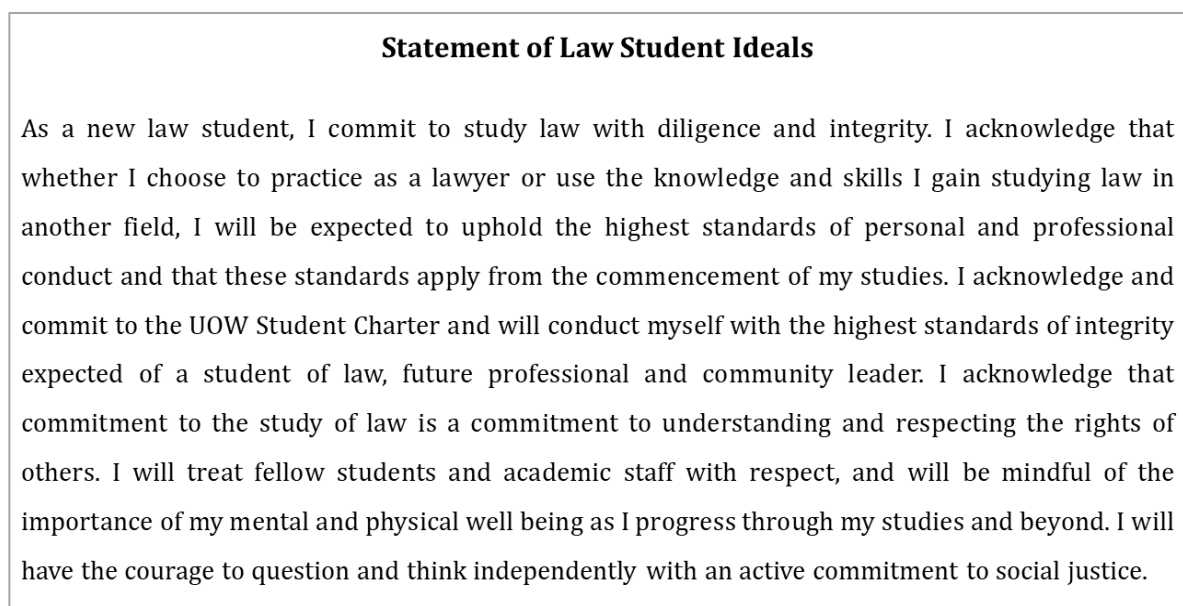 Statement of Law Student Ideals
As a new law student, I commit to study law with diligence and integrity. I acknowledge that
whether I choose to practice as a lawyer or use the knowledge and skills I gain studying law in
another field, I will be expected to uphold the highest standards of personal and professional
conduct and that these standards apply from the commencement of my studies. I acknowledge and
commit to the UOW Student Charter and will conduct myself with the highest standards of integrity
expected of a student of law, future professional and community leader. I acknowledge that
commitment to the study of law is a commitment to understanding and respecting the rights of
others. I will treat fellow students and academic staff with respect, and will be mindful of the
importance of my mental and physical well being as I progress through my studies and beyond. I will
have the courage to question and think independently with an active commitment to social justice.